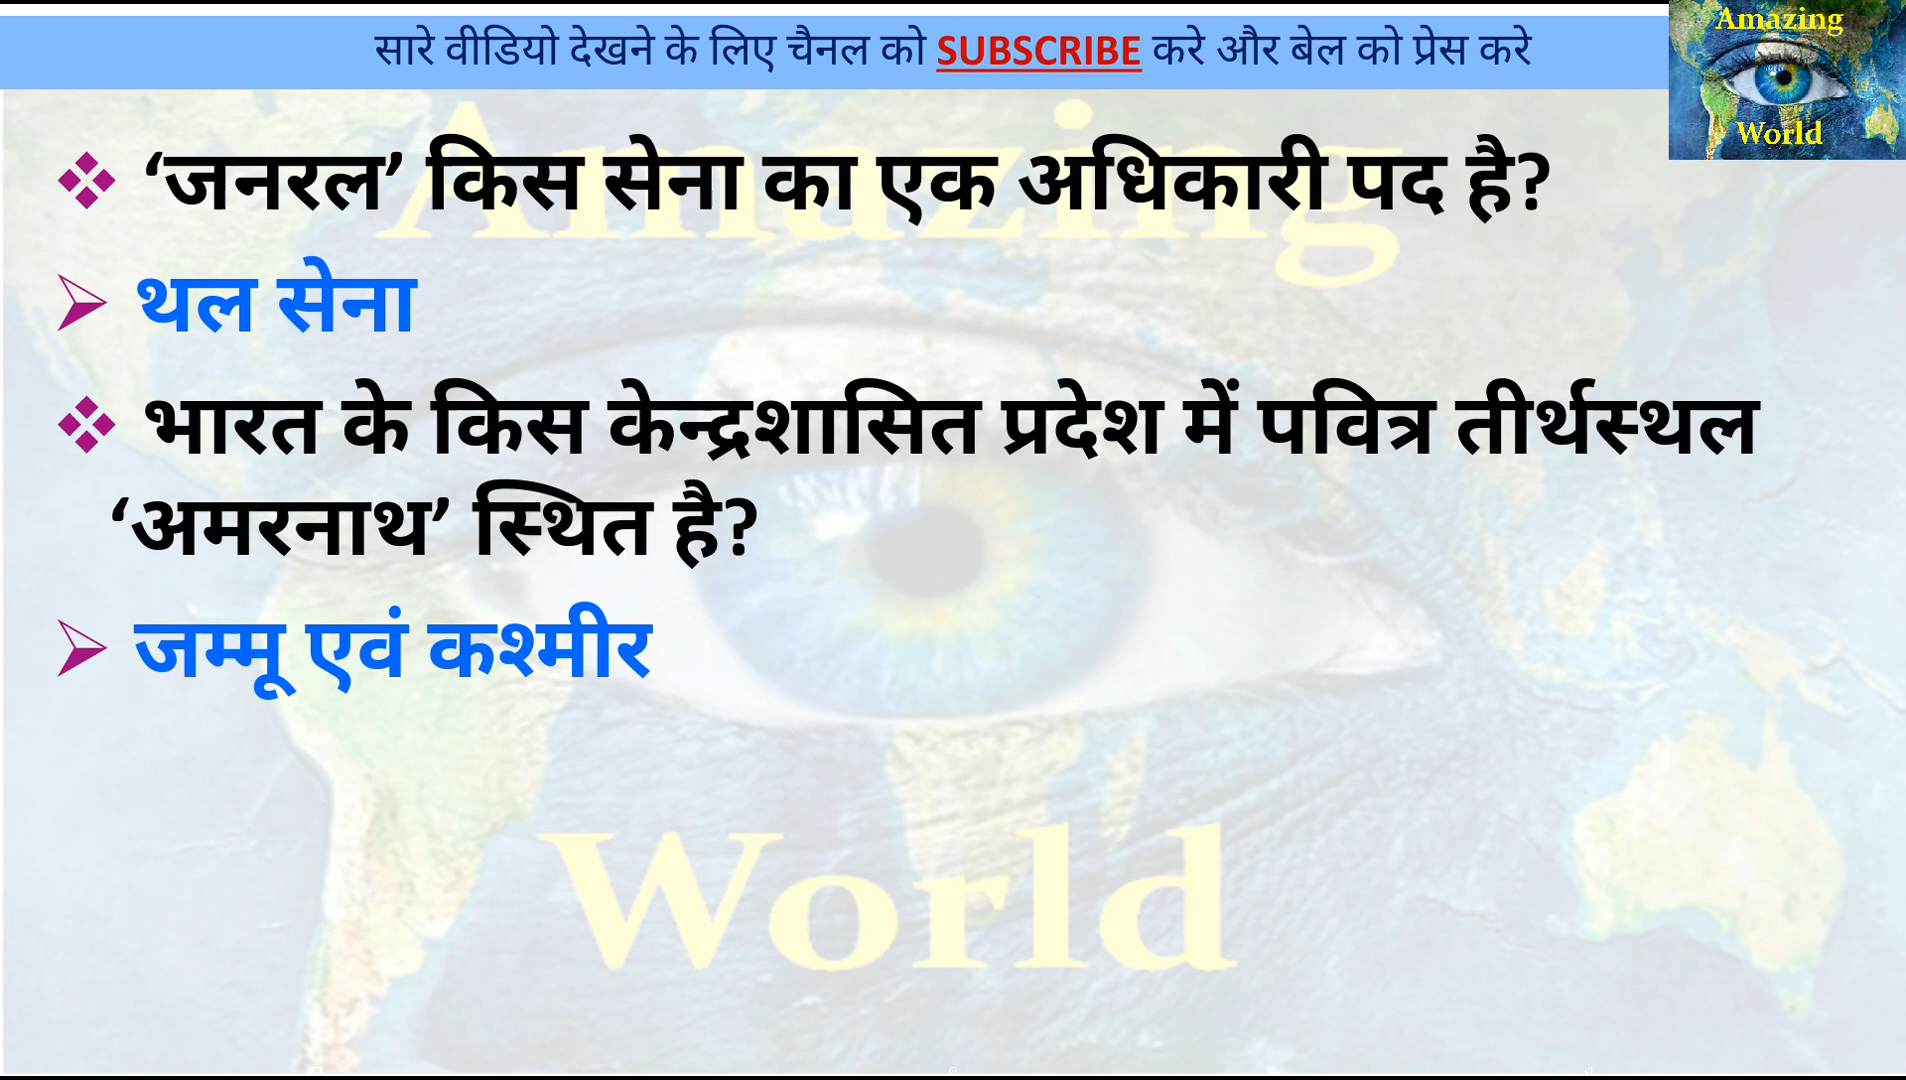 सारे वीडियो देखने के लिए चैनल को SUBSCRIBE करे और बेल को प्रेस करे
Amazing
World
‘जनरल’ किस सेना का एक अधिकारी पद है?
थल सेना
भारत के किस केन्द्रशासित प्रदेश में पवित्र तीर्थस्थल
‘अमरनाथ’ स्थित है?
जम्मू एवं कश्मीर
Amazing
World